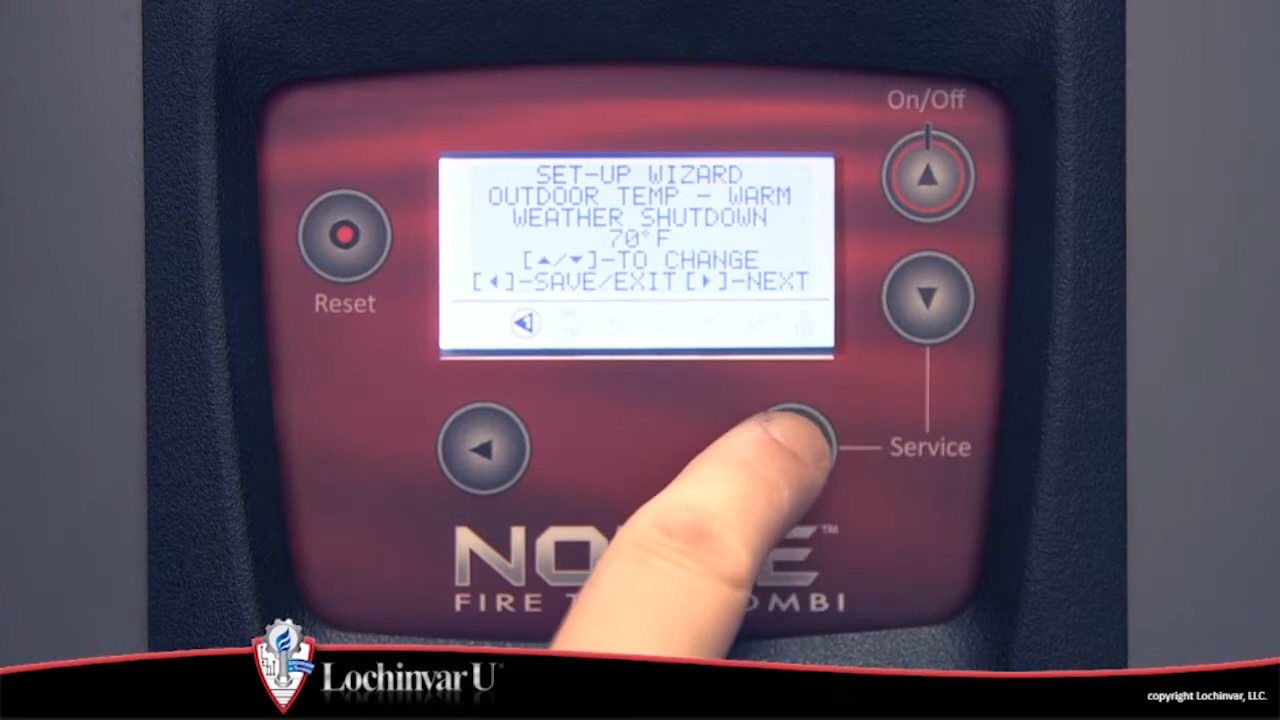 On/Off
SET-UP WIZARD
OUTDOOR TEMP - WARM
WEATHER SHUTDOWN
70°F
[▲/▼]-TO CHANGE
[◄]-SAVE/EXIT [►]-NEXT
Reset
Service
FIRE
Lochinvar U
copyright Lochinvar, LLC.